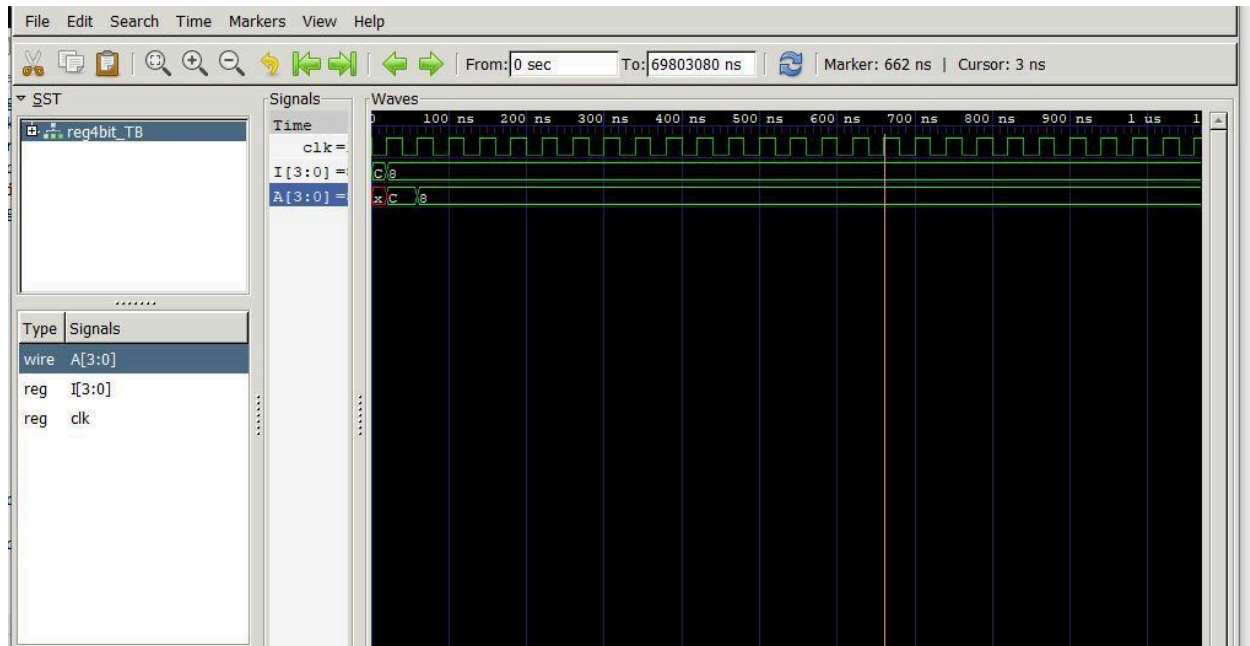 File Edit Search Time Markers View Help
From: 0 sec To: 69803080 ns Marker: 662 ns | Cursor: 3 ns
SST
reg4bit_TB
Type Signals
wire A[3:0]
reg I[3:0]
reg clk
Signals
Time
clk=
I[3:0] =
A[3:0] =
Waves
100 ns 200 ns 300 ns 400 ns 500 ns 600 ns 700 ns 800 ns 900 ns 1 us 1
C 8
x C 8